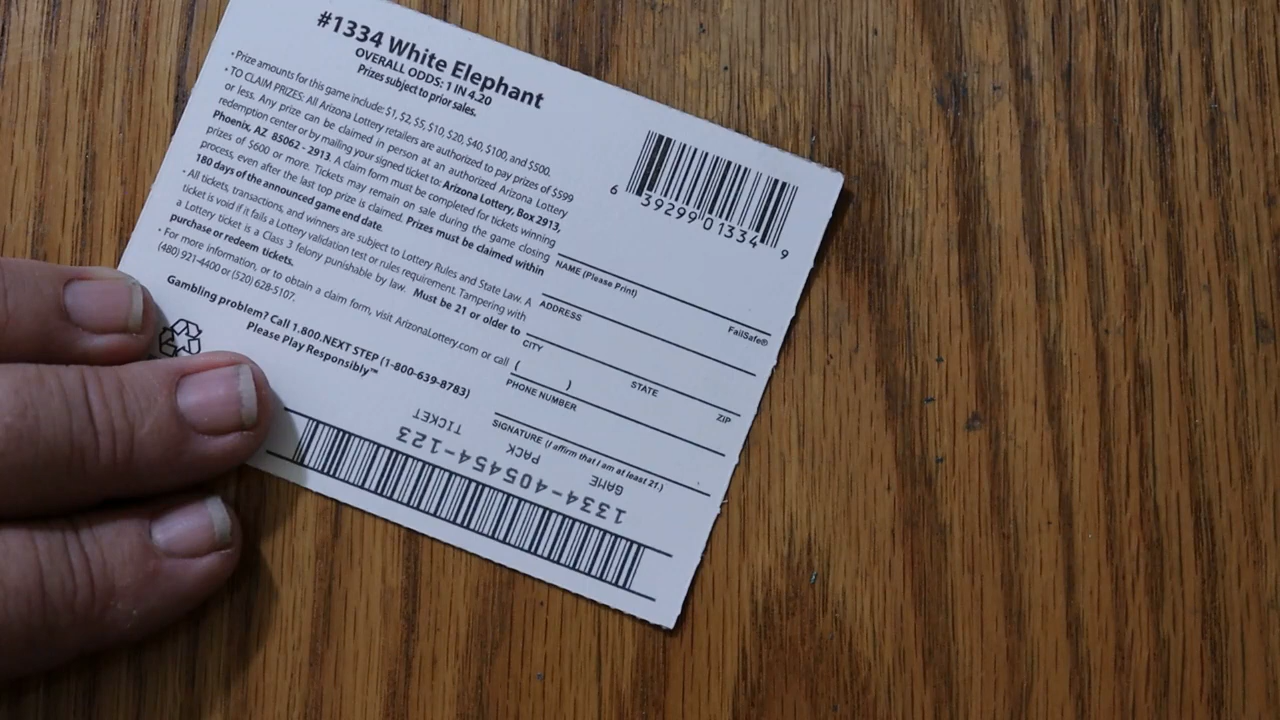 #1334 White Elephant
OVERALL ODDS: 1 IN 4.20
Prizes subject to prior sales.
• Prize amounts for this game include: $1, $2, $5, $10, $20, $40, $100, and $500.
• TO CLAIM PRIZES: All Arizona Lottery retailers are authorized to pay prizes of $599
or less. Any prize can be claimed in person at an authorized Arizona Lottery
redemption center or by mailing your signed ticket to: Arizona Lottery, Box 2913,
Phoenix, AZ 85062 - 2913. A claim form must be completed for tickets winning
prizes of $600 or more. Tickets may remain on sale during the game closing
process, even after the last top prize is claimed. Prizes must be claimed within
180 days of the announced game end date.
• All tickets, transactions, and winners are subject to Lottery Rules and State Law. A
ticket is void if it fails a Lottery validation test or rules requirement. Tampering with
a Lottery ticket is a Class 3 felony punishable by law. Must be 21 or older to
purchase or redeem tickets.
• For more information, or to obtain a claim form, visit ArizonaLottery.com or call
(480) 921-4400 or (520) 628-5107.
Gambling problem? Call 1.800.NEXT STEP (1-800-639-8783)
Please Play Responsibly™
6 39299 01334 9
NAME (Please Print)
ADDRESS
FailSafe®
CITY
STATE
ZIP
( )
PHONE NUMBER
SIGNATURE (I affirm that I am at least 21.)
GAME PACK TICKET
1334-405454-123